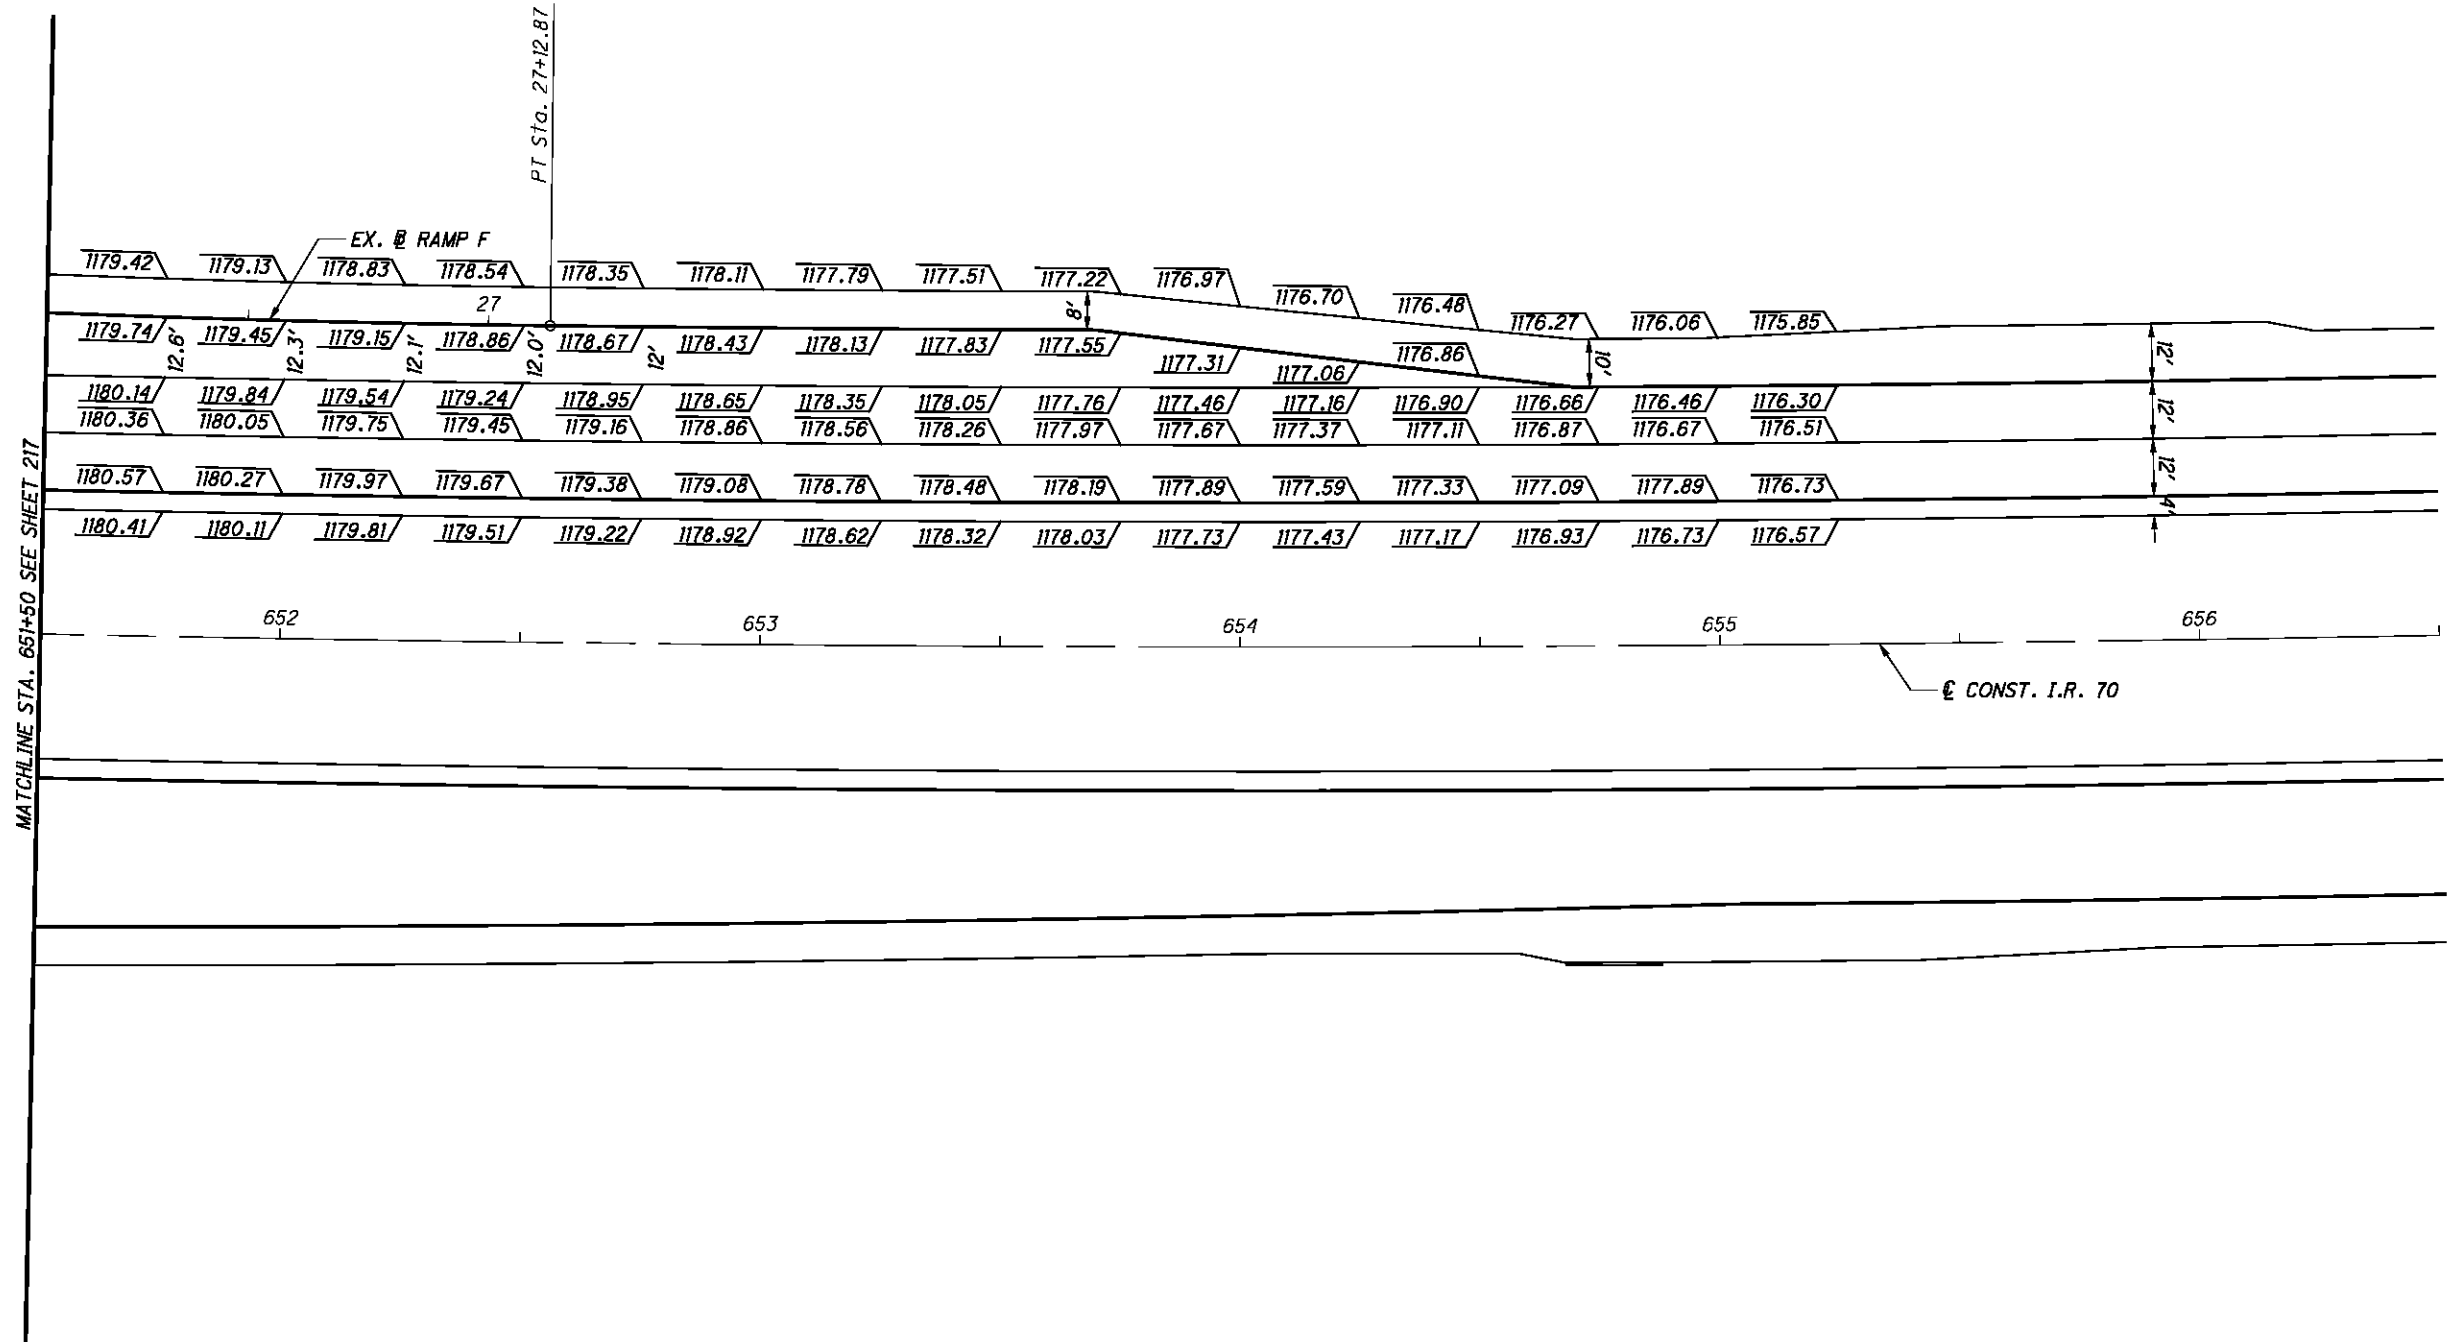 PT Sta. 27+12.87
EX. ℄ RAMP F
1179.42 1179.13 1178.83 1178.54 1178.35 1178.11 1177.79 1177.51 1177.22 1176.97 1176.70 1176.48 1176.27 1176.06 1175.85
27
8'
1179.74 12.6' 1179.45 12.3' 1179.15 12.1' 1178.86 12.0' 1178.67 12' 1178.43 1178.13 1177.83 1177.55 1177.31 1177.06 1176.86 10' 12'
1180.14 1179.84 1179.54 1179.24 1178.95 1178.65 1178.35 1178.05 1177.76 1177.46 1177.16 1176.90 1176.66 1176.46 1176.30 12'
1180.36 1180.05 1179.75 1179.45 1179.16 1178.86 1178.56 1178.26 1177.97 1177.67 1177.37 1177.11 1176.87 1176.67 1176.51
1180.57 1180.27 1179.97 1179.67 1179.38 1179.08 1178.78 1178.48 1178.19 1177.89 1177.59 1177.33 1177.09 1177.89 1176.73 12'
4'
1180.41 1180.11 1179.81 1179.51 1179.22 1178.92 1178.62 1178.32 1178.03 1177.73 1177.43 1177.17 1176.93 1176.73 1176.57
652 653 654 655 656
℄ CONST. I.R. 70
MATCHLINE STA. 651+50 SEE SHEET 217